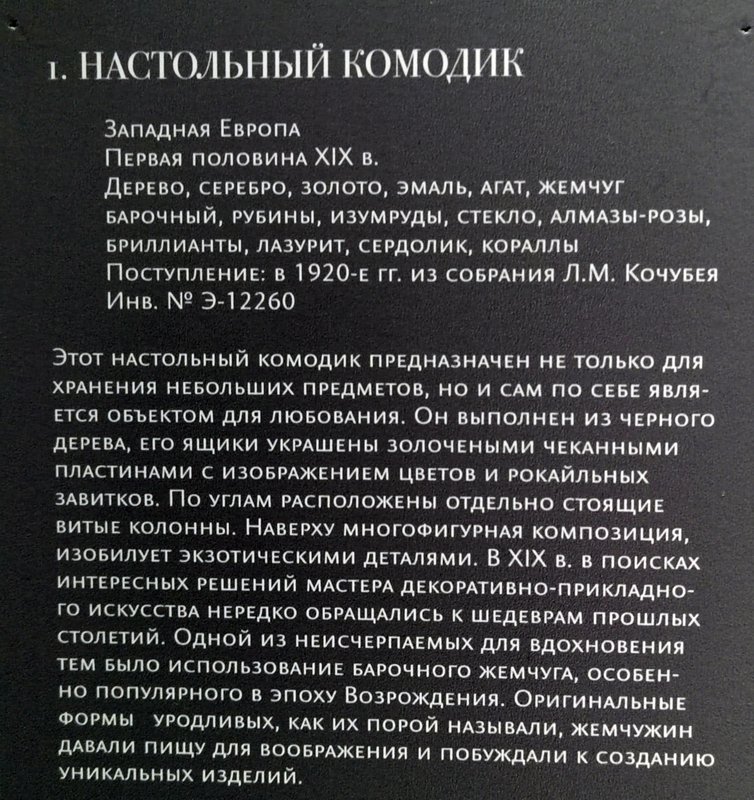 1. НАСТОЛЬНЫЙ КОМОДИК
Западная Европа
Первая половина XIX в.
Дерево, серебро, золото, эмаль, агат, жемчуг
барочный, рубины, изумруды, стекло, алмазы-розы,
бриллианты, лазурит, сердолик, кораллы
Поступление: в 1920-е гг. из собрания Л.М. Кочубея
Инв. № Э-12260
Этот настольный комодик предназначен не только для
хранения небольших предметов, но и сам по себе явля-
ется объектом для любования. Он выполнен из черного
дерева, его ящики украшены золочеными чеканными
пластинами с изображением цветов и рокайльных
завитков. По углам расположены отдельно стоящие
витые колонны. Наверху многофигурная композиция,
изобилует экзотическими деталями. В XIX в. в поисках
интересных решений мастера декоративно-прикладно-
го искусства нередко обращались к шедеврам прошлых
столетий. Одной из неисчерпаемых для вдохновения
тем было использование барочного жемчуга, особен-
но популярного в эпоху Возрождения. Оригинальные
формы уродливых, как их порой называли, жемчужин
давали пищу для воображения и побуждали к созданию
уникальных изделий.